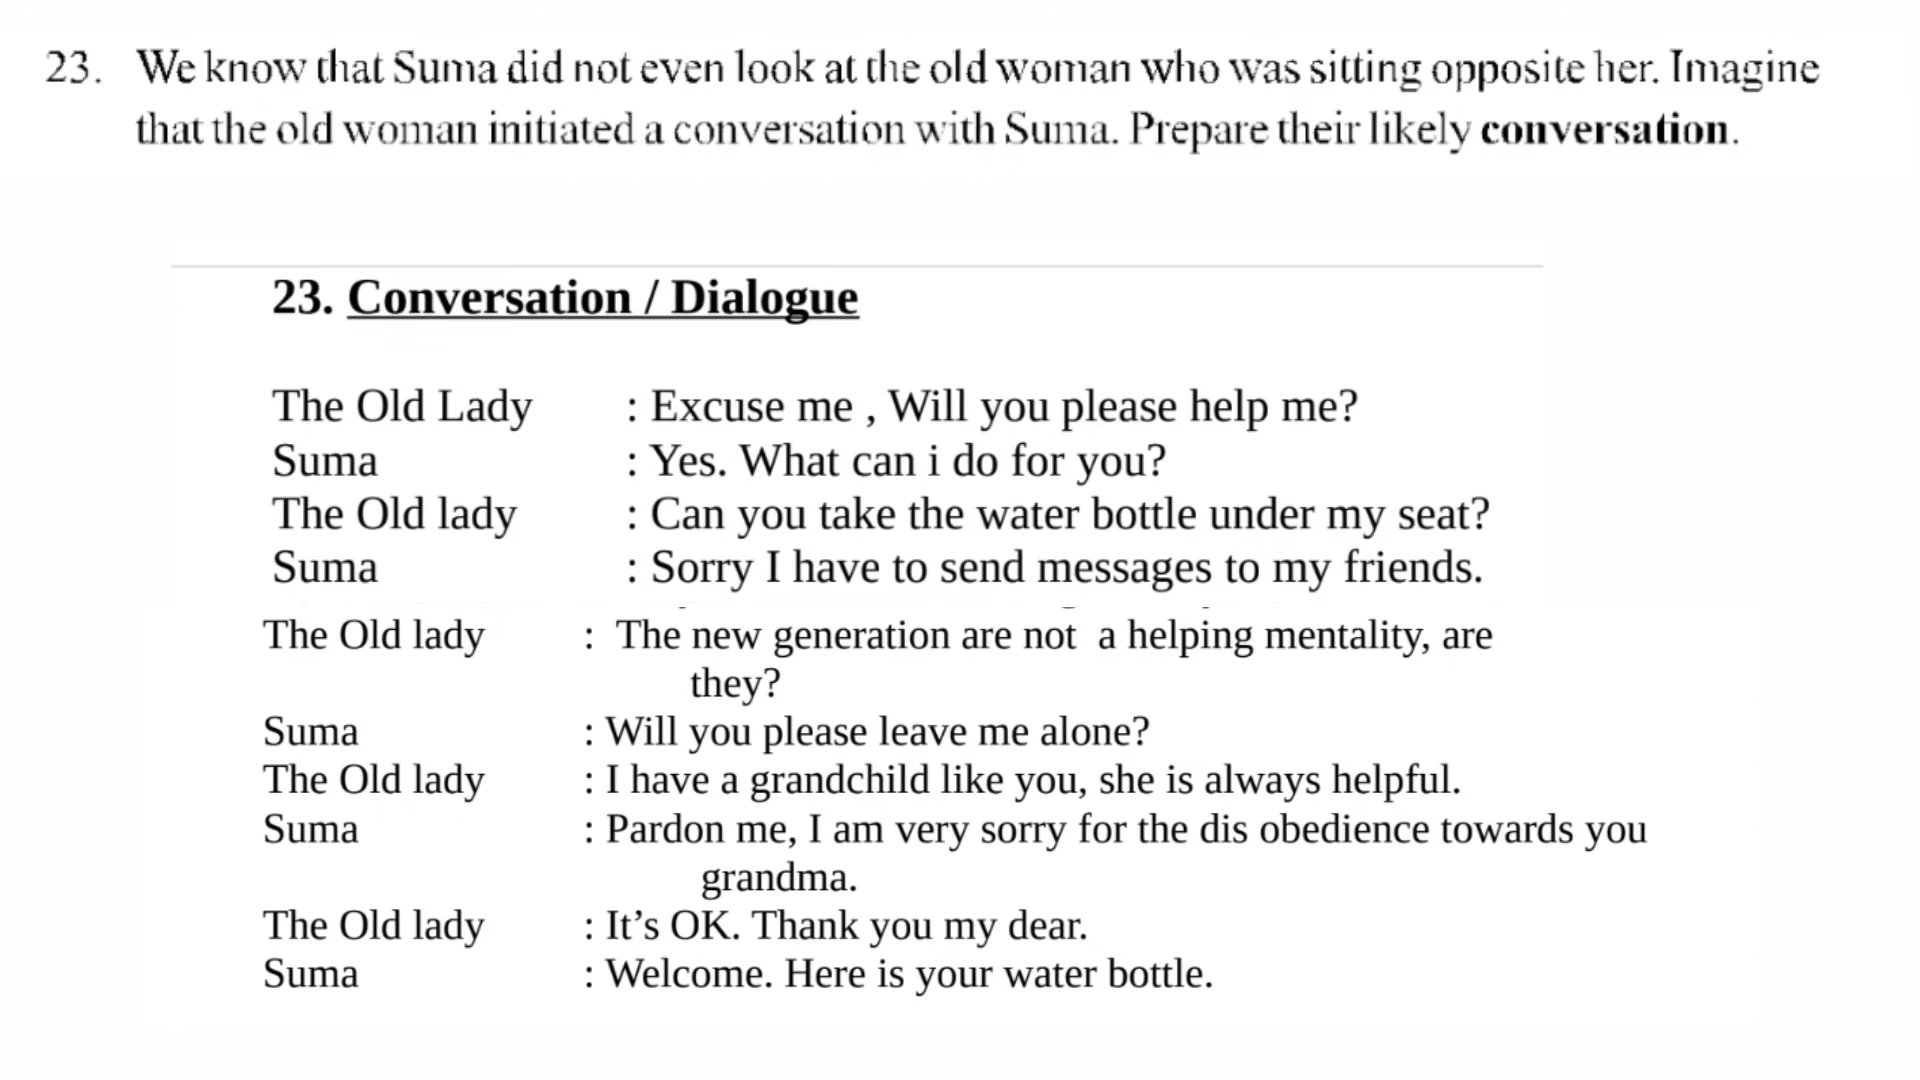 23. We know that Suma did not even look at the old woman who was sitting opposite her. Imagine
that the old woman initiated a conversation with Suma. Prepare their likely conversation.
23. Conversation / Dialogue
The Old Lady : Excuse me , Will you please help me?
Suma : Yes. What can i do for you?
The Old lady : Can you take the water bottle under my seat?
Suma : Sorry I have to send messages to my friends.
The Old lady : The new generation are not a helping mentality, are
they?
Suma : Will you please leave me alone?
The Old lady : I have a grandchild like you, she is always helpful.
Suma : Pardon me, I am very sorry for the dis obedience towards you
grandma.
The Old lady : It’s OK. Thank you my dear.
Suma : Welcome. Here is your water bottle.